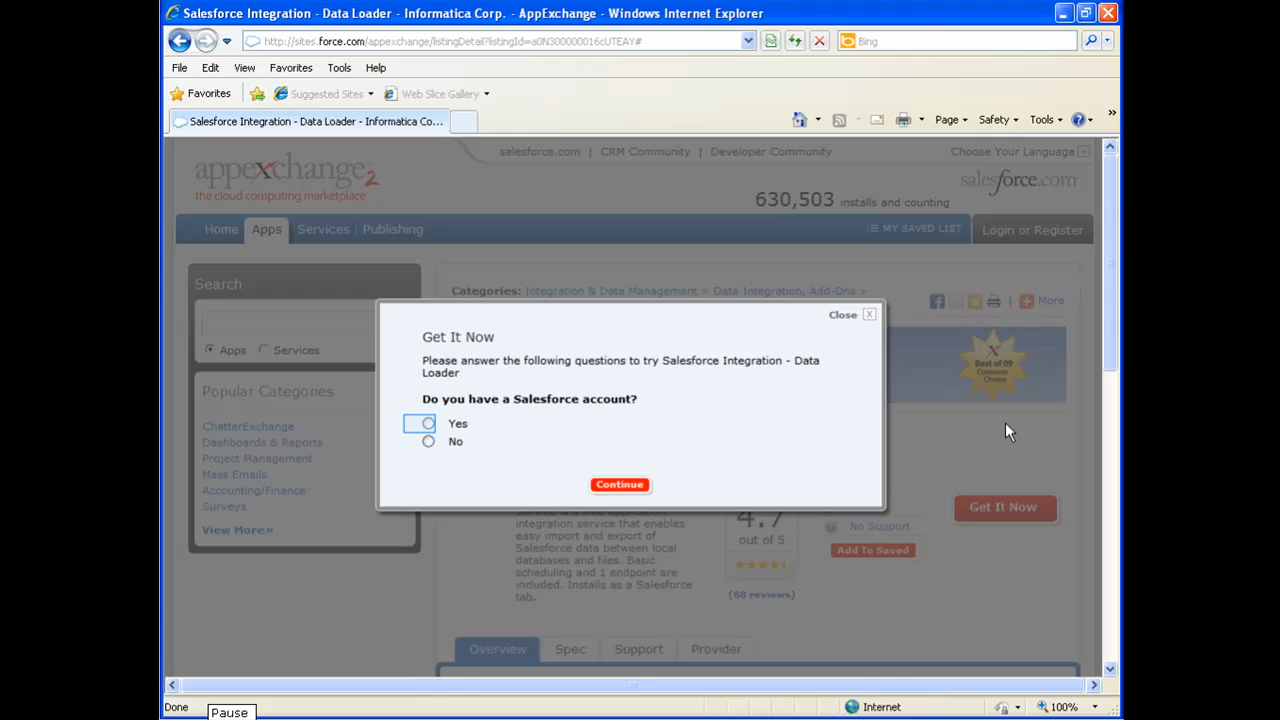 Salesforce Integration - Data Loader - Informatica Corp. - AppExchange - Windows Internet Explorer
http://sites.force.com/appexchange/listingDetail?listingId=a0N300000016cUTEAY#
Bing
File Edit View Favorites Tools Help
Favorites Suggested Sites Web Slice Gallery
Salesforce Integration - Data Loader - Informatica Co...
Page Safety Tools
salesforce.com | CRM Community | Developer Community
Choose Your Language
appexchange 2
the cloud computing marketplace
salesforce.com
630,503 installs and counting
Home Apps Services | Publishing
MY SAVED LIST
Login or Register
Search
Apps Services
Popular Categories
ChatterExchange
Dashboards & Reports
Project Management
Mass Emails
Accounting/Finance
Surveys
View More »
Categories: Integration & Data Management > Data Integration, Add-Ons >
More
Best of 09
Customer
Choice
Close X
Get It Now
Please answer the following questions to try Salesforce Integration - Data
Loader
Do you have a Salesforce account?
Yes
No
Continue
Service is a free application
integration service that enables
easy import and export of
Salesforce data between local
databases and files. Basic
scheduling and 1 endpoint are
included. Installs as a Salesforce
tab.
4.7
out of 5
(68 reviews)
No Support
Add To Saved
Get It Now
Overview Spec Support Provider
Done
Internet
100%
Pause